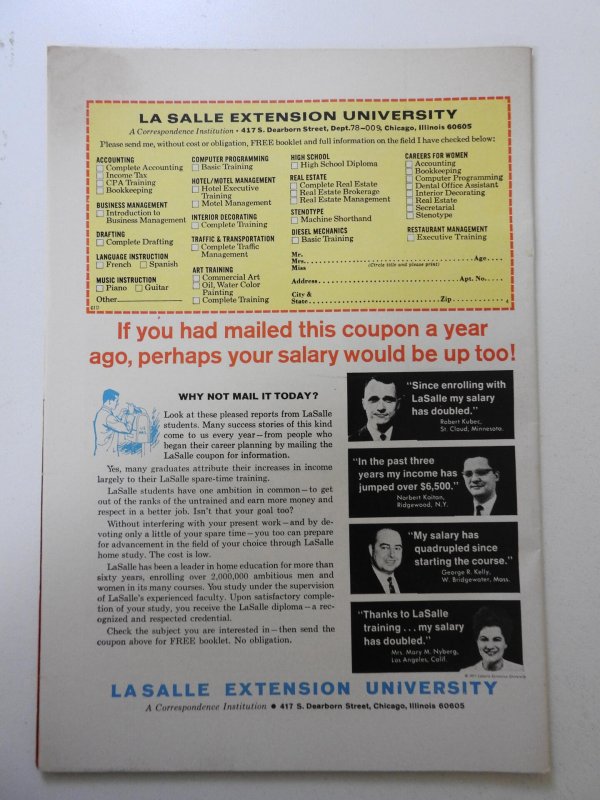 LA SALLE EXTENSION UNIVERSITY
A Correspondence Institution • 417 S. Dearborn Street, Dept. 78-009, Chicago, Illinois 60605
Please send me, without cost or obligation, FREE booklet and full information on the field I have checked below:
ACCOUNTING
Complete Accounting
Income Tax
CPA Training
Bookkeeping
BUSINESS MANAGEMENT
Introduction to
Business Management
DRAFTING
Complete Drafting
LANGUAGE INSTRUCTION
French Spanish
MUSIC INSTRUCTION
Piano Guitar
Other
COMPUTER PROGRAMMING
Basic Training
HOTEL/MOTEL MANAGEMENT
Hotel Executive
Training
Motel Management
INTERIOR DECORATING
Complete Training
TRAFFIC & TRANSPORTATION
Complete Traffic
Management
ART TRAINING
Commercial Art
Oil, Water Color
Painting
Complete Training
HIGH SCHOOL
High School Diploma
REAL ESTATE
Complete Real Estate
Real Estate Brokerage
Real Estate Management
STENOTYPE
Machine Shorthand
DIESEL MECHANICS
Basic Training
CAREERS FOR WOMEN
Accounting
Bookkeeping
Computer Programming
Dental Office Assistant
Interior Decorating
Real Estate
Secretarial
Stenotype
RESTAURANT MANAGEMENT
Executive Training
Mr.
Mrs. Age
Miss (Circle title and please print)
Address Apt. No.
City &
State Zip
If you had mailed this coupon a year
ago, perhaps your salary would be up too!
WHY NOT MAIL IT TODAY?
Look at these pleased reports from LaSalle
students. Many success stories of this kind
come to us every year—from people who
began their career planning by mailing the
LaSalle coupon for information.
Yes, many graduates attribute their increases in income
largely to their LaSalle spare-time training.
LaSalle students have one ambition in common—to get
out of the ranks of the untrained and earn more money and
respect in a better job. Isn't that your goal too?
Without interfering with your present work—and by de-
voting only a little of your spare time—you too can prepare
for advancement in the field of your choice through LaSalle
home study. The cost is low.
LaSalle has been a leader in home education for more than
sixty years, enrolling over 2,000,000 ambitious men and
women in its many courses. You study under the supervision
of LaSalle's experienced faculty. Upon satisfactory comple-
tion of your study, you receive the LaSalle diploma—a rec-
ognized and respected credential.
Check the subject you are interested in—then send the
coupon above for FREE booklet. No obligation.
"Since enrolling with
LaSalle my salary
has doubled."
Robert Kubec,
St. Cloud, Minnesota.
"In the past three
years my income has
jumped over $6,500."
Norbert Kaitan,
Ridgewood, N.Y.
"My salary has
quadrupled since
starting the course."
George R. Kelly,
W. Bridgewater, Mass.
"Thanks to LaSalle
training . . . my salary
has doubled."
Mrs. Mary M. Nyberg,
Los Angeles, Calif.
LA SALLE EXTENSION UNIVERSITY
A Correspondence Institution • 417 S. Dearborn Street, Chicago, Illinois 60605